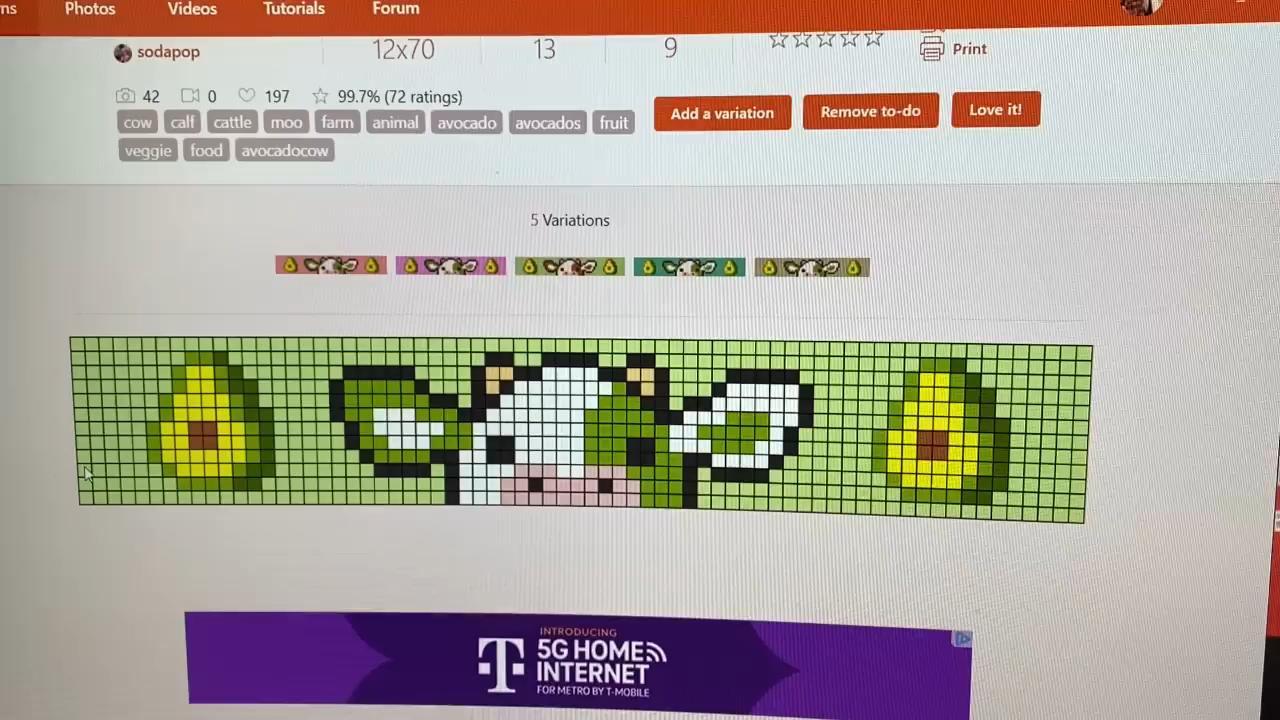 Photos Videos Tutorials Forum
sodapop 12x70 13 9 Print
42 0 197 99.7% (72 ratings)
cow calf cattle moo farm animal avocado avocados fruit
veggie food avocadocow
Add a variation Remove to-do Love it!
5 Variations
INTRODUCING
5G HOME
INTERNET
FOR METRO BY T-MOBILE
T